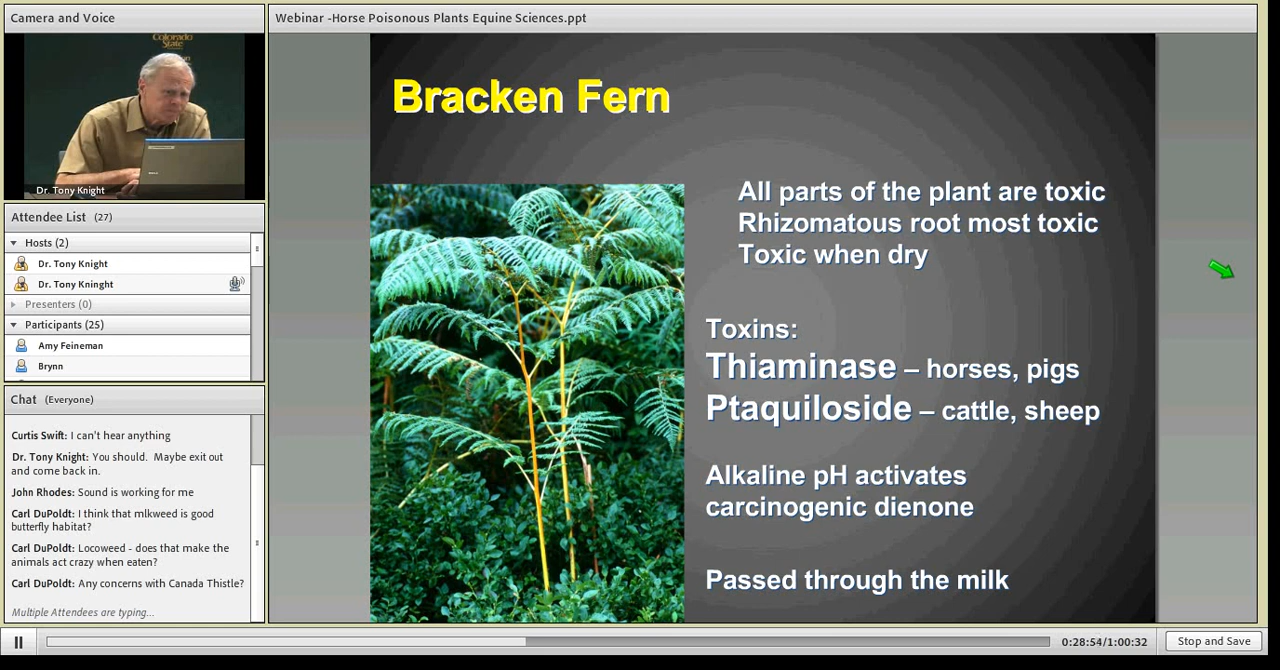 Camera and Voice
Colorado
State
Dr. Tony Knight
Attendee List (27)
Hosts (2)
Dr. Tony Knight
Dr. Tony Kninght
Presenters (0)
Participants (25)
Amy Feineman
Brynn
Chat (Everyone)
Curtis Swift: I can't hear anything
Dr. Tony Knight: You should. Maybe exit out
and come back in.
John Rhodes: Sound is working for me
Carl DuPoldt: I think that mlkweed is good
butterfly habitat?
Carl DuPoldt: Locoweed - does that make the
animals act crazy when eaten?
Carl DuPoldt: Any concerns with Canada Thistle?
Multiple Attendees are typing...
Webinar -Horse Poisonous Plants Equine Sciences.ppt
Bracken Fern
All parts of the plant are toxic
Rhizomatous root most toxic
Toxic when dry
Toxins:
Thiaminase – horses, pigs
Ptaquiloside – cattle, sheep
Alkaline pH activates
carcinogenic dienone
Passed through the milk
0:28:54/1:00:32
Stop and Save